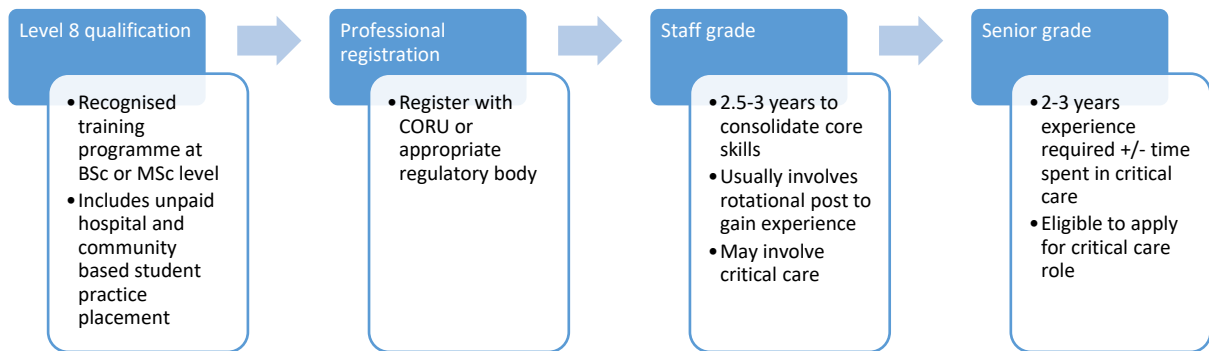 Level 8 qualification
•Recognised
training
programme at
BSc or MSc level
•Includes unpaid
hospital and
community
based student
practice
placement
Professional
registration
•Register with
CORU or
appropriate
regulatory body
Staff grade
•2.5-3 years to
consolidate core
skills
•Usually involves
rotational post to
gain experience
•May involve
critical care
Senior grade
•2-3 years
experience
required +/- time
spent in critical
care
•Eligible to apply
for critical care
role